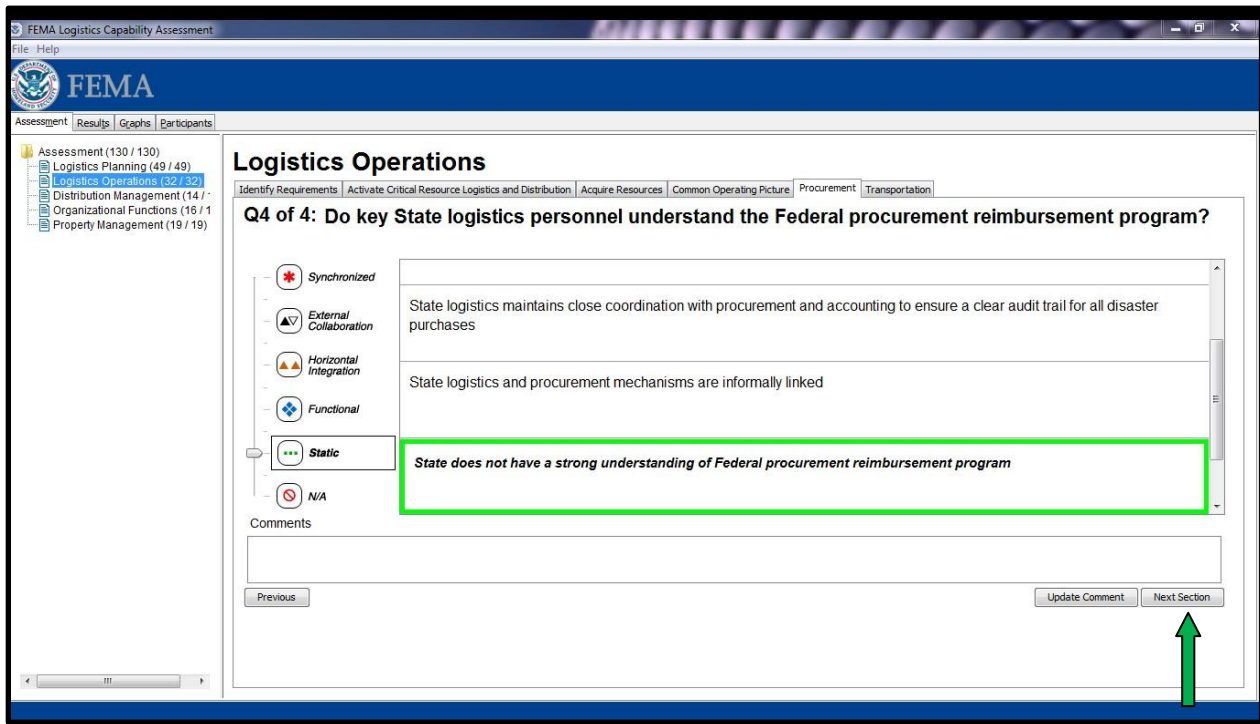 FEMA Logistics Capability Assessment
File Help
FEMA
Assessment Results Graphs Participants
Assessment (130 / 130)
Logistics Planning (49 / 49)
Logistics Operations (32 / 32)
Distribution Management (14 /
Organizational Functions (16 / 1
Property Management (19 / 19)
Logistics Operations
Identify Requirements Activate Critical Resource Logistics and Distribution Acquire Resources Common Operating Picture Procurement Transportation
Q4 of 4: Do key State logistics personnel understand the Federal procurement reimbursement program?
Synchronized
External
Collaboration
Horizontal
Integration
Functional
Static
N/A
State logistics maintains close coordination with procurement and accounting to ensure a clear audit trail for all disaster
purchases
State logistics and procurement mechanisms are informally linked
State does not have a strong understanding of Federal procurement reimbursement program
Comments
Previous Update Comment Next Section